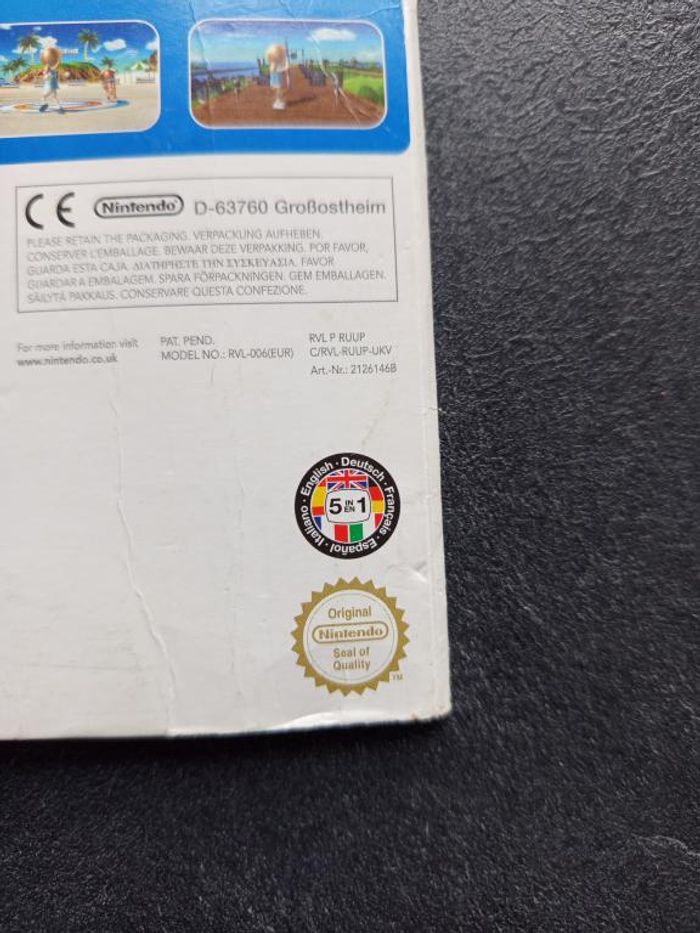 CE Nintendo D-63760 Großostheim
PLEASE RETAIN THE PACKAGING. VERPACKUNG AUFHEBEN.
CONSERVER L'EMBALLAGE. BEWAAR DEZE VERPAKKING. POR FAVOR,
GUARDA ESTA CAJA. ΔΙΑΤΗΡΗΣΤΕ ΤΗΝ ΣΥΣΚΕΥΑΣΙΑ. FAVOR
GUARDAR A EMBALAGEM. SPARA FÖRPACKNINGEN. GEM EMBALLAGEN.
SÄILYTÄ PAKKAUS. CONSERVARE QUESTA CONFEZIONE.
For more information visit
www.nintendo.co.uk
PAT. PEND.
MODEL NO.: RVL-006(EUR)
RVL P RUUP
C/RVL-RUUP-UKV
Art.-Nr.: 2126146B
English · Deutsch · Français · Español · Italiano ·
5 IN EN 1
Original
Nintendo
Seal of
Quality
TM